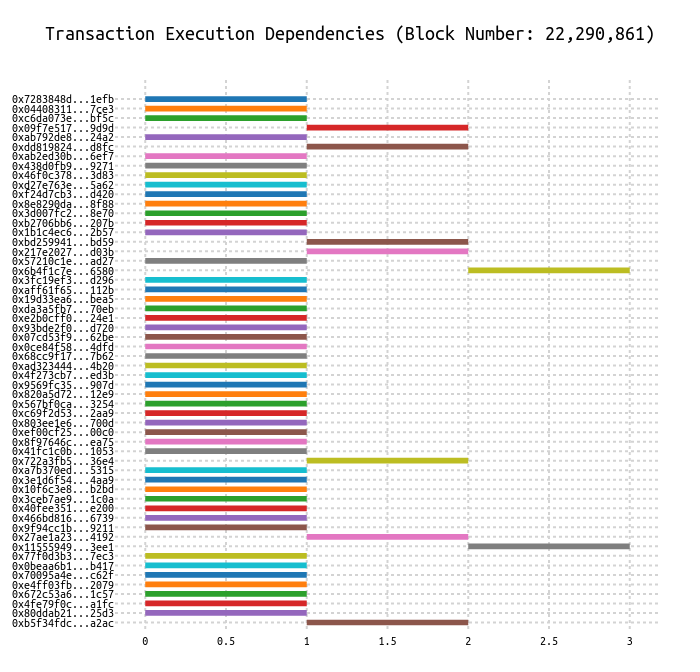 Transaction Execution Dependencies (Block Number: 22,290,861)
0x7283848d...1efb
0x04408311...7ce3
0xc6da073e...bf5c
0x09f7e517...9d9d
0xab792de8...24a2
0xdd819824...d8fc
0xab2ed30b...6ef7
0x438d0fb9...9271
0x46f0c378...3d83
0xd27e763e...5a62
0xf24d7cb3...d420
0x8e8290da...8f88
0x3d007fc2...8e70
0xb2706bb6...207b
0x1b1c4ec6...2b57
0xbd259941...bd59
0x217e2027...d03b
0x57210c1e...ad27
0x6b4f1c7e...6580
0x3fc19ef3...d296
0xaff61f65...112b
0x19d33ea6...bea5
0xda3a5fb7...70eb
0xe2b0cff0...24e1
0x93bde2f0...d720
0x07cd53f9...62be
0x0ce84f58...4dfd
0x68cc9f17...7b62
0xad323444...4b20
0x4f273cb7...ed3b
0x9569fc35...907d
0x820a5d72...12e9
0x567bf0ca...3254
0xc69f2d53...2aa9
0x803ee1e6...700d
0xef00cf25...00c0
0x8f97646c...ea75
0x41fc1c0b...1053
0x722a3fb5...36e4
0xa7b370ed...5315
0x3e1d6f54...4aa9
0x10f6c3e8...b2bd
0x3ceb7ae9...1c0a
0x40fee351...e200
0x466bd816...6739
0x9f94cc1b...9211
0x27ae1a23...4192
0x11555949...3ee1
0x77f0d3b3...7ec3
0x0beaa6b1...b417
0x70095a4e...c62f
0xe4ff03fb...2079
0x672c53a6...1c57
0x4fe79f0c...a1fc
0x80ddab21...25d3
0xb5f34fdc...a2ac
0 0.5 1 1.5 2 2.5 3